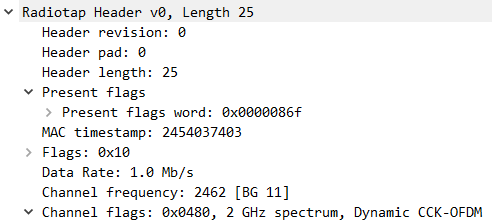 Radiotap Header v0, Length 25
Header revision: 0
Header pad: 0
Header length: 25
Present flags
Present flags word: 0x0000086f
MAC timestamp: 2454037403
Flags: 0x10
Data Rate: 1.0 Mb/s
Channel frequency: 2462 [BG 11]
Channel flags: 0x0480, 2 GHz spectrum, Dynamic CCK-OFDM